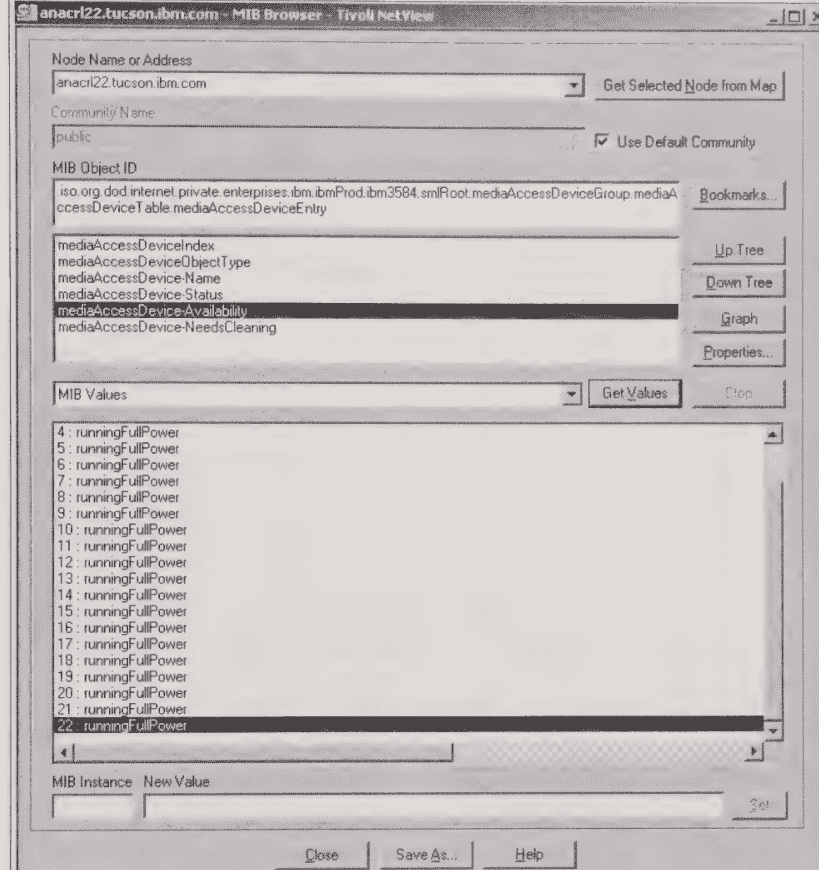 anacrl22.tucson.ibm.com - MIB Browser - Tivoli NetView
Node Name or Address
anacrl22.tucson.ibm.com
Get Selected Node from Map
Community Name
public
Use Default Community
MIB Object ID
.iso.org.dod.internet.private.enterprises.ibm.ibmProd.ibm3584.smlRoot.mediaAccessDeviceGroup.mediaA
ccessDeviceTable.mediaAccessDeviceEntry
Bookmarks...
mediaAccessDeviceIndex
mediaAccessDeviceObjectType
mediaAccessDevice-Name
mediaAccessDevice-Status
mediaAccessDevice-Availability
mediaAccessDevice-NeedsCleaning
Up Tree
Down Tree
Graph
Properties...
MIB Values
Get Values
Stop
4 : runningFullPower
5 : runningFullPower
6 : runningFullPower
7 : runningFullPower
8 : runningFullPower
9 : runningFullPower
10 : runningFullPower
11 : runningFullPower
12 : runningFullPower
13 : runningFullPower
14 : runningFullPower
15 : runningFullPower
16 : runningFullPower
17 : runningFullPower
18 : runningFullPower
19 : runningFullPower
20 : runningFullPower
21 : runningFullPower
22 : runningFullPower
MIB Instance New Value
Set
Close Save As... Help